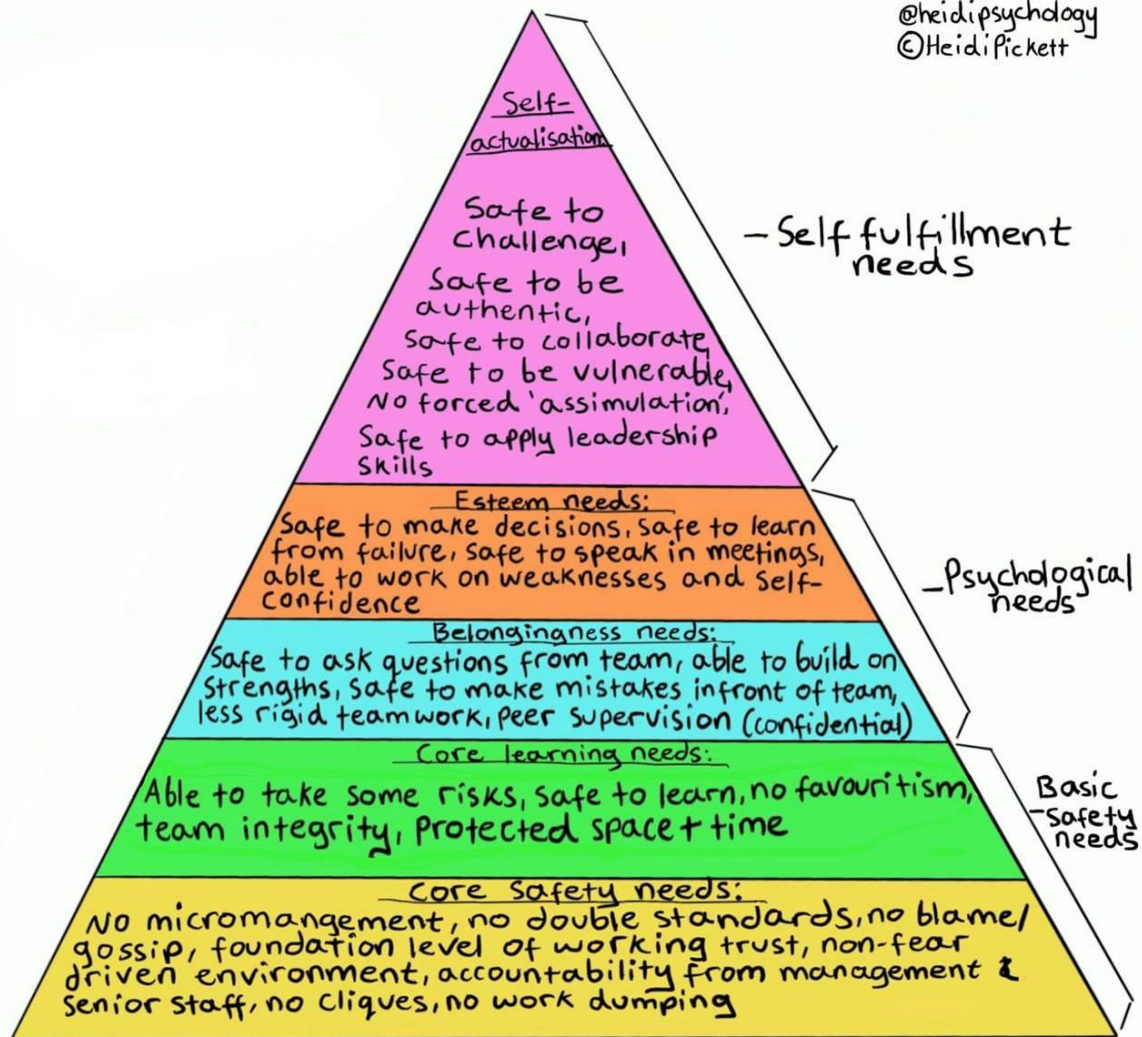 @heidipsychology
©HeidiPickett
Self-
actualisation
Safe to
challenge,
Safe to be
authentic,
Safe to collaborate,
Safe to be vulnerable,
No forced 'assimulation',
Safe to apply leadership
skills
- Self fulfillment
needs
Esteem needs:
Safe to make decisions, safe to learn
from failure, safe to speak in meetings,
able to work on weaknesses and self-
confidence
- Psychological
needs
Belongingness needs:
Safe to ask questions from team, able to build on
strengths, safe to make mistakes infront of team,
less rigid teamwork, peer supervision (confidential)
Core learning needs:
Able to take some risks, safe to learn, no favouritism,
team integrity, protected space + time
Basic
- safety
needs
Core safety needs:
No micromangement, no double standards, no blame/
gossip, foundation level of working trust, non-fear
driven environment, accountability from management &
senior staff, no cliques, no work dumping